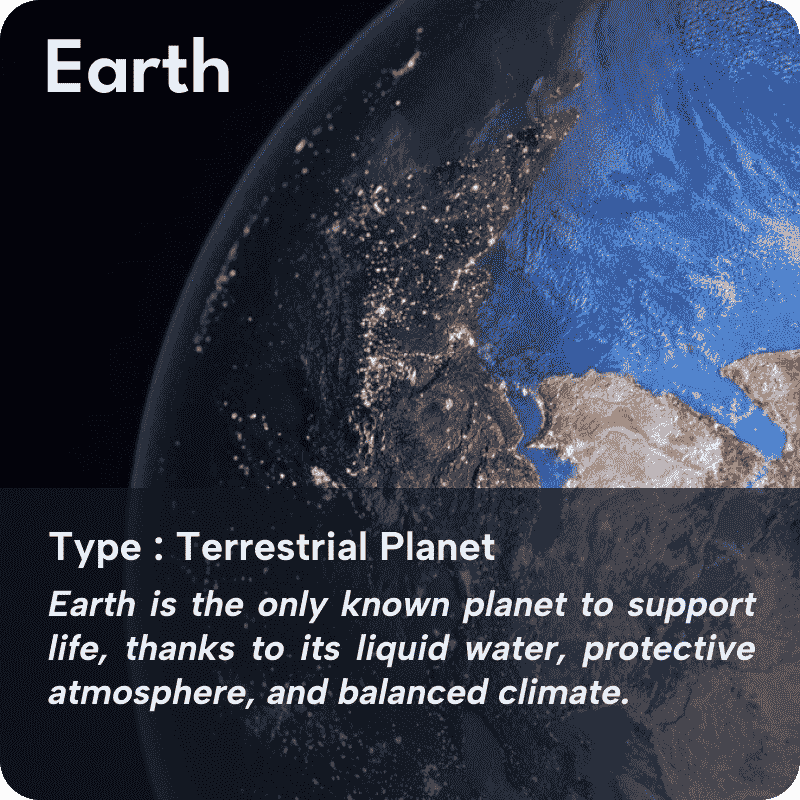 Earth
Type : Terrestrial Planet
Earth is the only known planet to support
life, thanks to its liquid water, protective
atmosphere, and balanced climate.